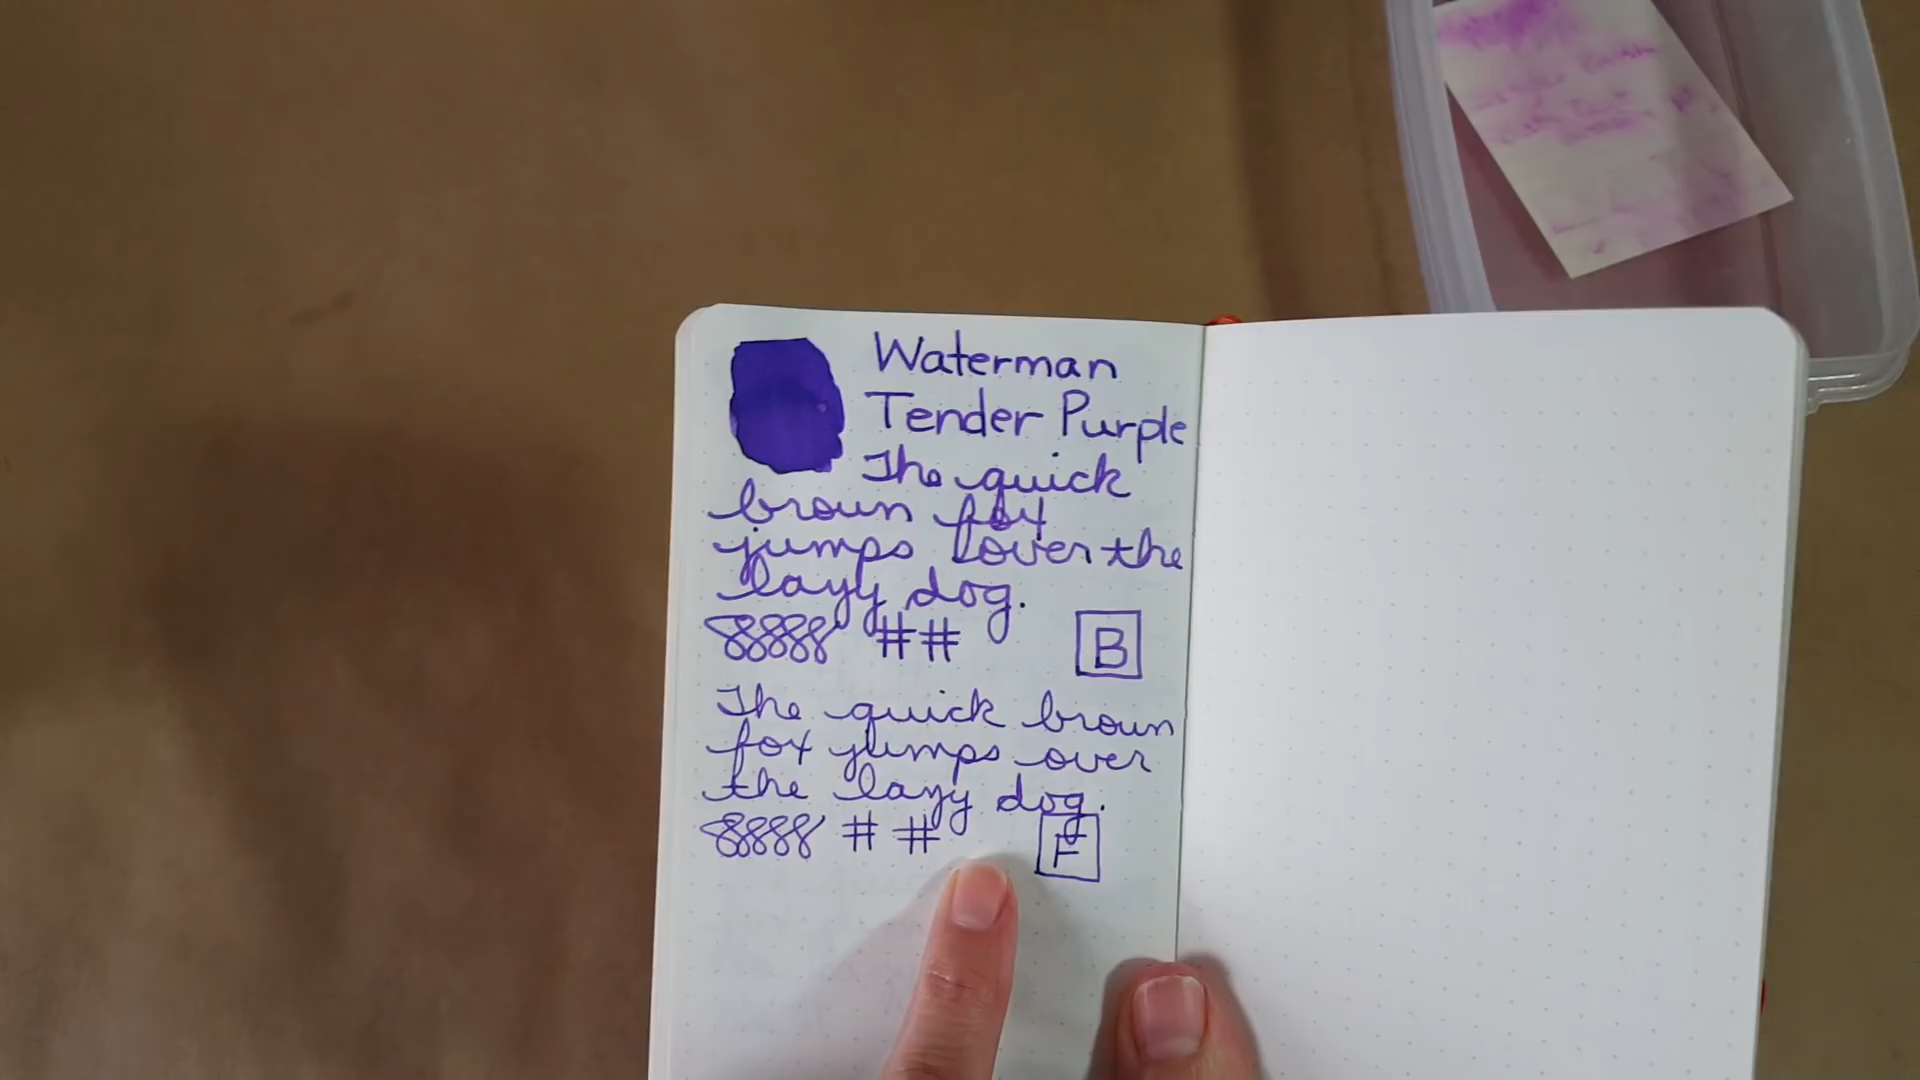 Waterman
Tender Purple
The quick
brown fox
jumps over the
lazy dog.
8888 ## B
The quick brown
fox jumps over
the lazy dog.
8888 # # F